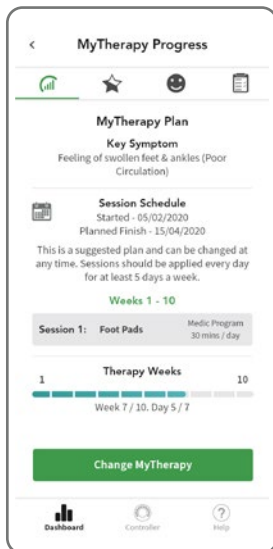 MyTherapy Progress
MyTherapy Plan
Key Symptom
Feeling of swollen feet & ankles (Poor
Circulation)
Session Schedule
Started - 05/02/2020
Planned Finish - 15/04/2020
This is a suggested plan and can be changed at
any time. Sessions should be applied every day
for at least 5 days a week.
Weeks 1 - 10
Session 1: Foot Pads Medic Program
30 mins / day
Therapy Weeks
1 10
Week 7 / 10. Day 5 / 7
Change MyTherapy
Dashboard Controller Help